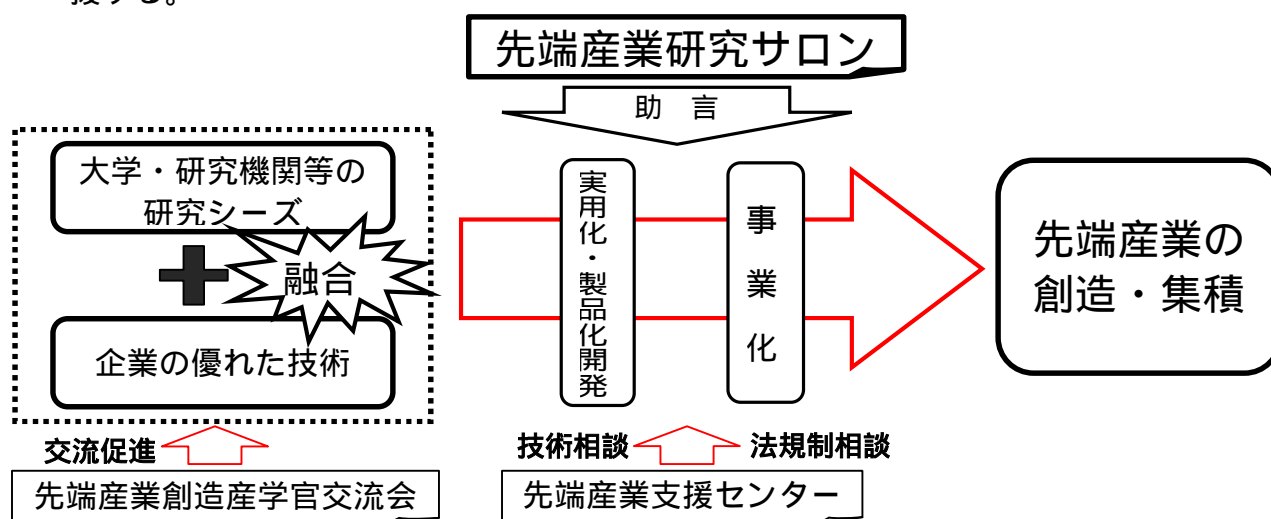 援する。
先端産業研究サロン
助 言
大学・研究機関等の
研究シーズ
融合
企業の優れた技術
実用化・製品化開発
事業化
先端産業の
創造・集積
交流促進
先端産業創造産学官交流会
技術相談
法規制相談
先端産業支援センター